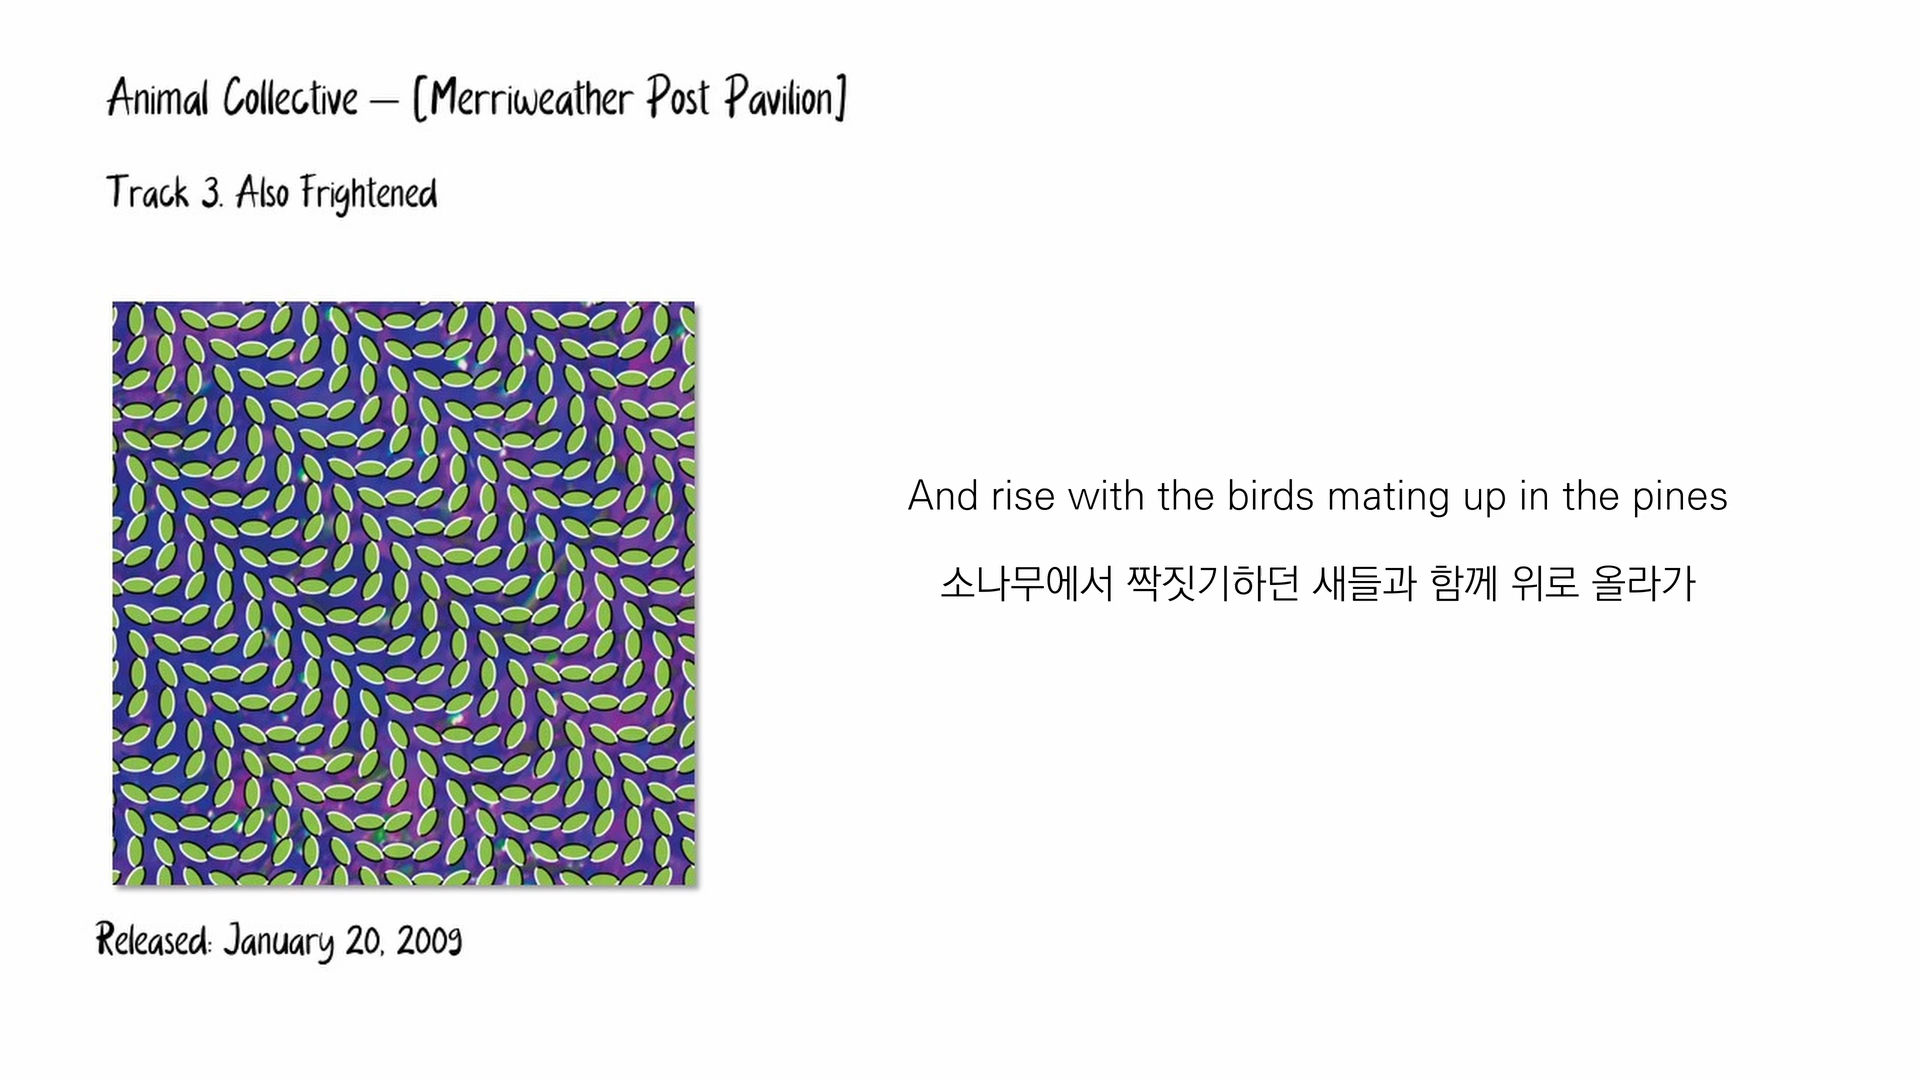 Animal Collective – [Merriweather Post Pavilion]
Track 3. Also Frightened
And rise with the birds mating up in the pines
소나무에서 짝짓기하던 새들과 함께 위로 올라가
Released: January 20, 2009